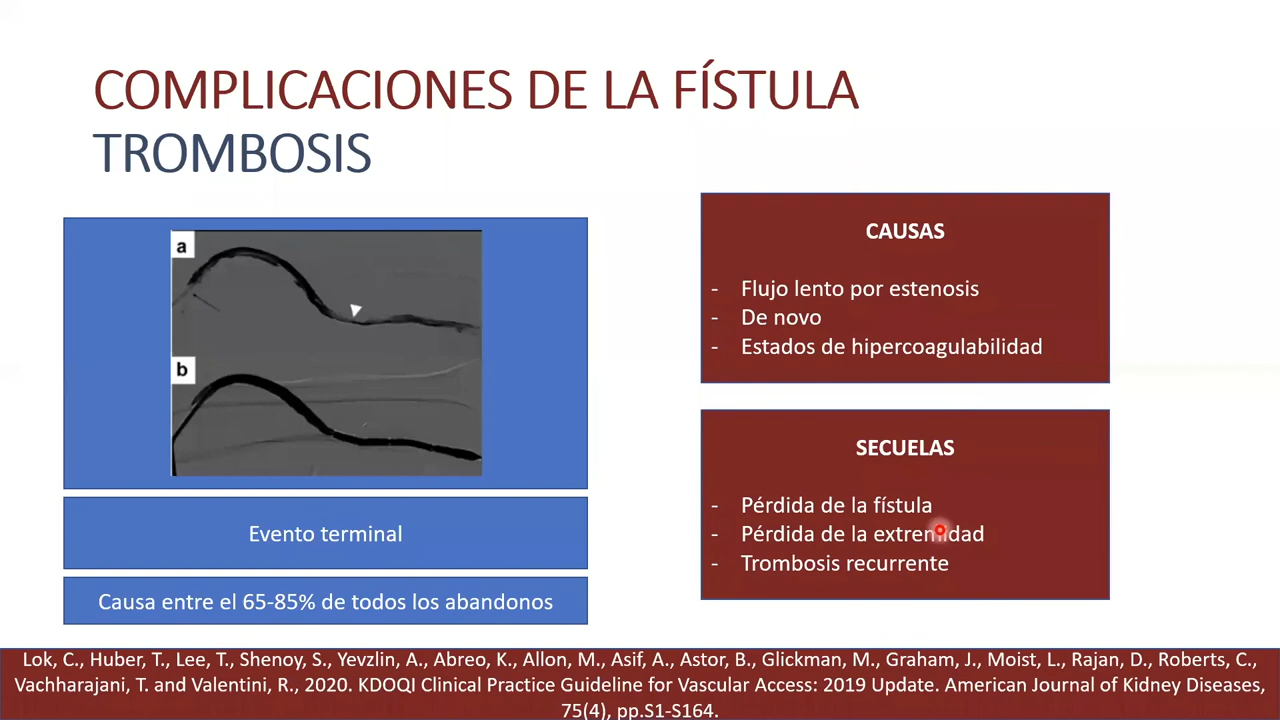 COMPLICACIONES DE LA FÍSTULA
TROMBOSIS
a
b
Evento terminal
Causa entre el 65-85% de todos los abandonos
CAUSAS
- Flujo lento por estenosis
- De novo
- Estados de hipercoagulabilidad
SECUELAS
- Pérdida de la fístula
- Pérdida de la extremidad
- Trombosis recurrente
Lok, C., Huber, T., Lee, T., Shenoy, S., Yevzlin, A., Abreo, K., Allon, M., Asif, A., Astor, B., Glickman, M., Graham, J., Moist, L., Rajan, D., Roberts, C.,
Vachharajani, T. and Valentini, R., 2020. KDOQI Clinical Practice Guideline for Vascular Access: 2019 Update. American Journal of Kidney Diseases,
75(4), pp.S1-S164.